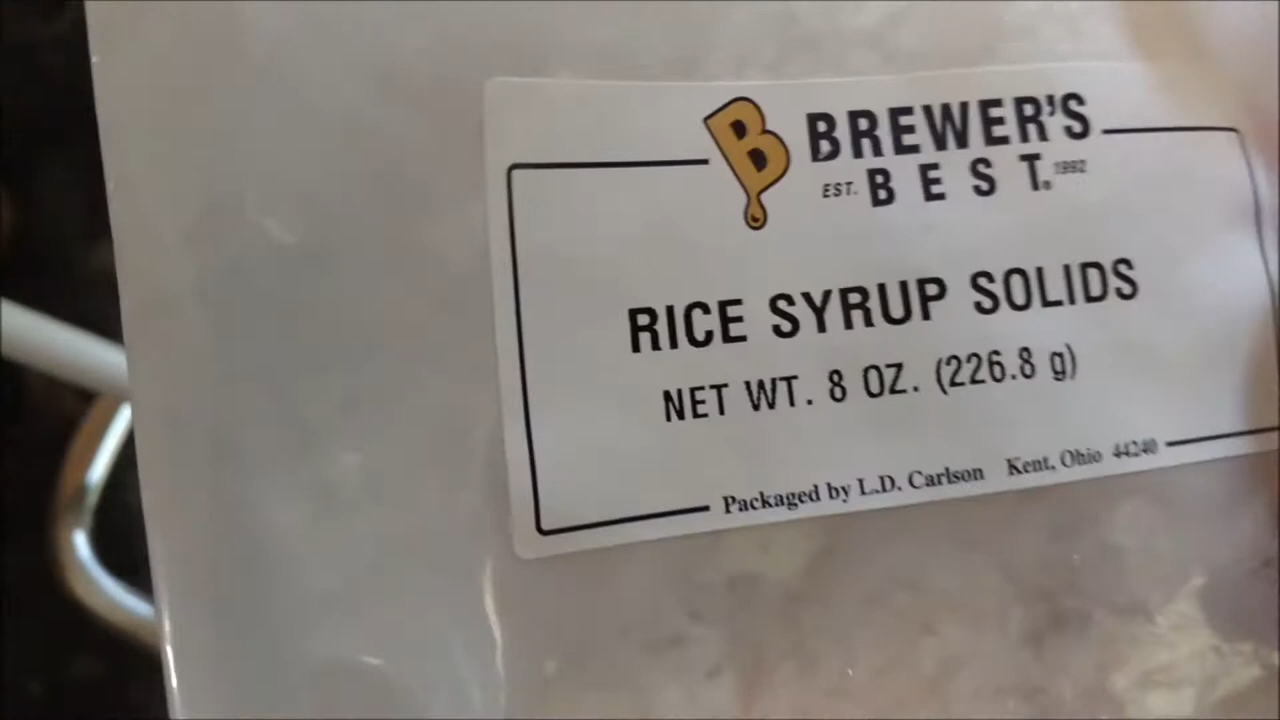 BREWER'S
EST. BEST. 1992
RICE SYRUP SOLIDS
NET WT. 8 OZ. (226.8 g)
Packaged by L.D. Carlson Kent, Ohio 44240